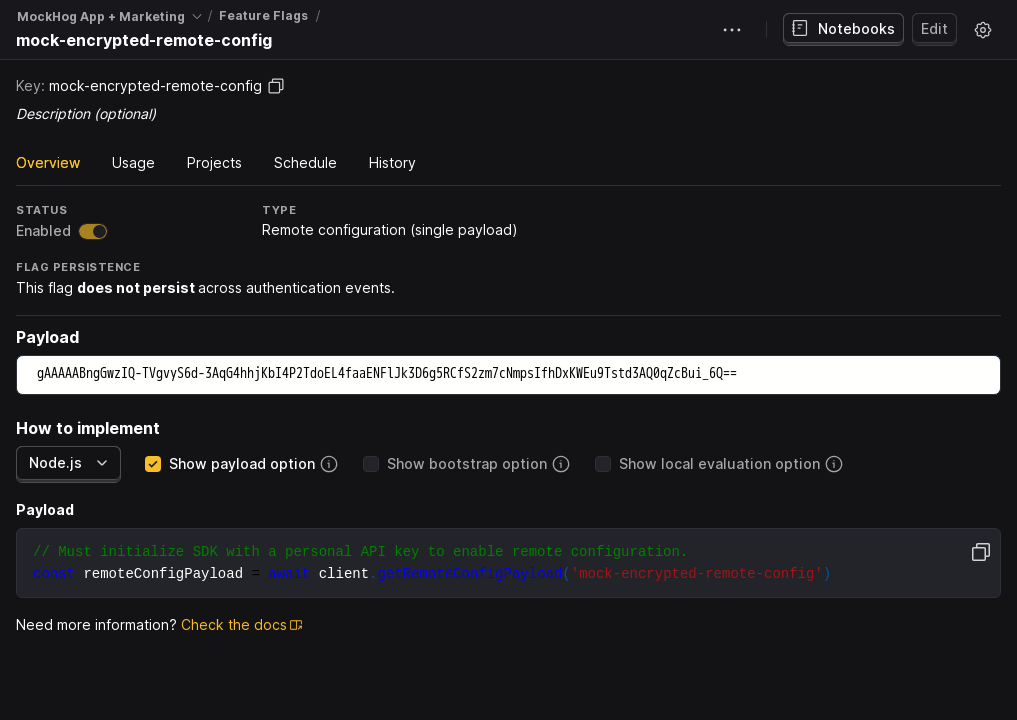 MockHog App + Marketing / Feature Flags /
mock-encrypted-remote-config
Notebooks
Edit
Key: mock-encrypted-remote-config
Description (optional)
Overview Usage Projects Schedule History
STATUS
Enabled
TYPE
Remote configuration (single payload)
FLAG PERSISTENCE
This flag does not persist across authentication events.
Payload
gAAAAABngGwzIQ-TVgvyS6d-3AqG4hhjKbI4P2TdoEL4faaENFlJk3D6g5RCfS2zm7cNmpsIfhDxKWEu9Tstd3AQ0qZcBui_6Q==
How to implement
Node.js Show payload option Show bootstrap option Show local evaluation option
Payload
// Must initialize SDK with a personal API key to enable remote configuration.
const remoteConfigPayload = await client.getRemoteConfigPayload('mock-encrypted-remote-config')
Need more information? Check the docs